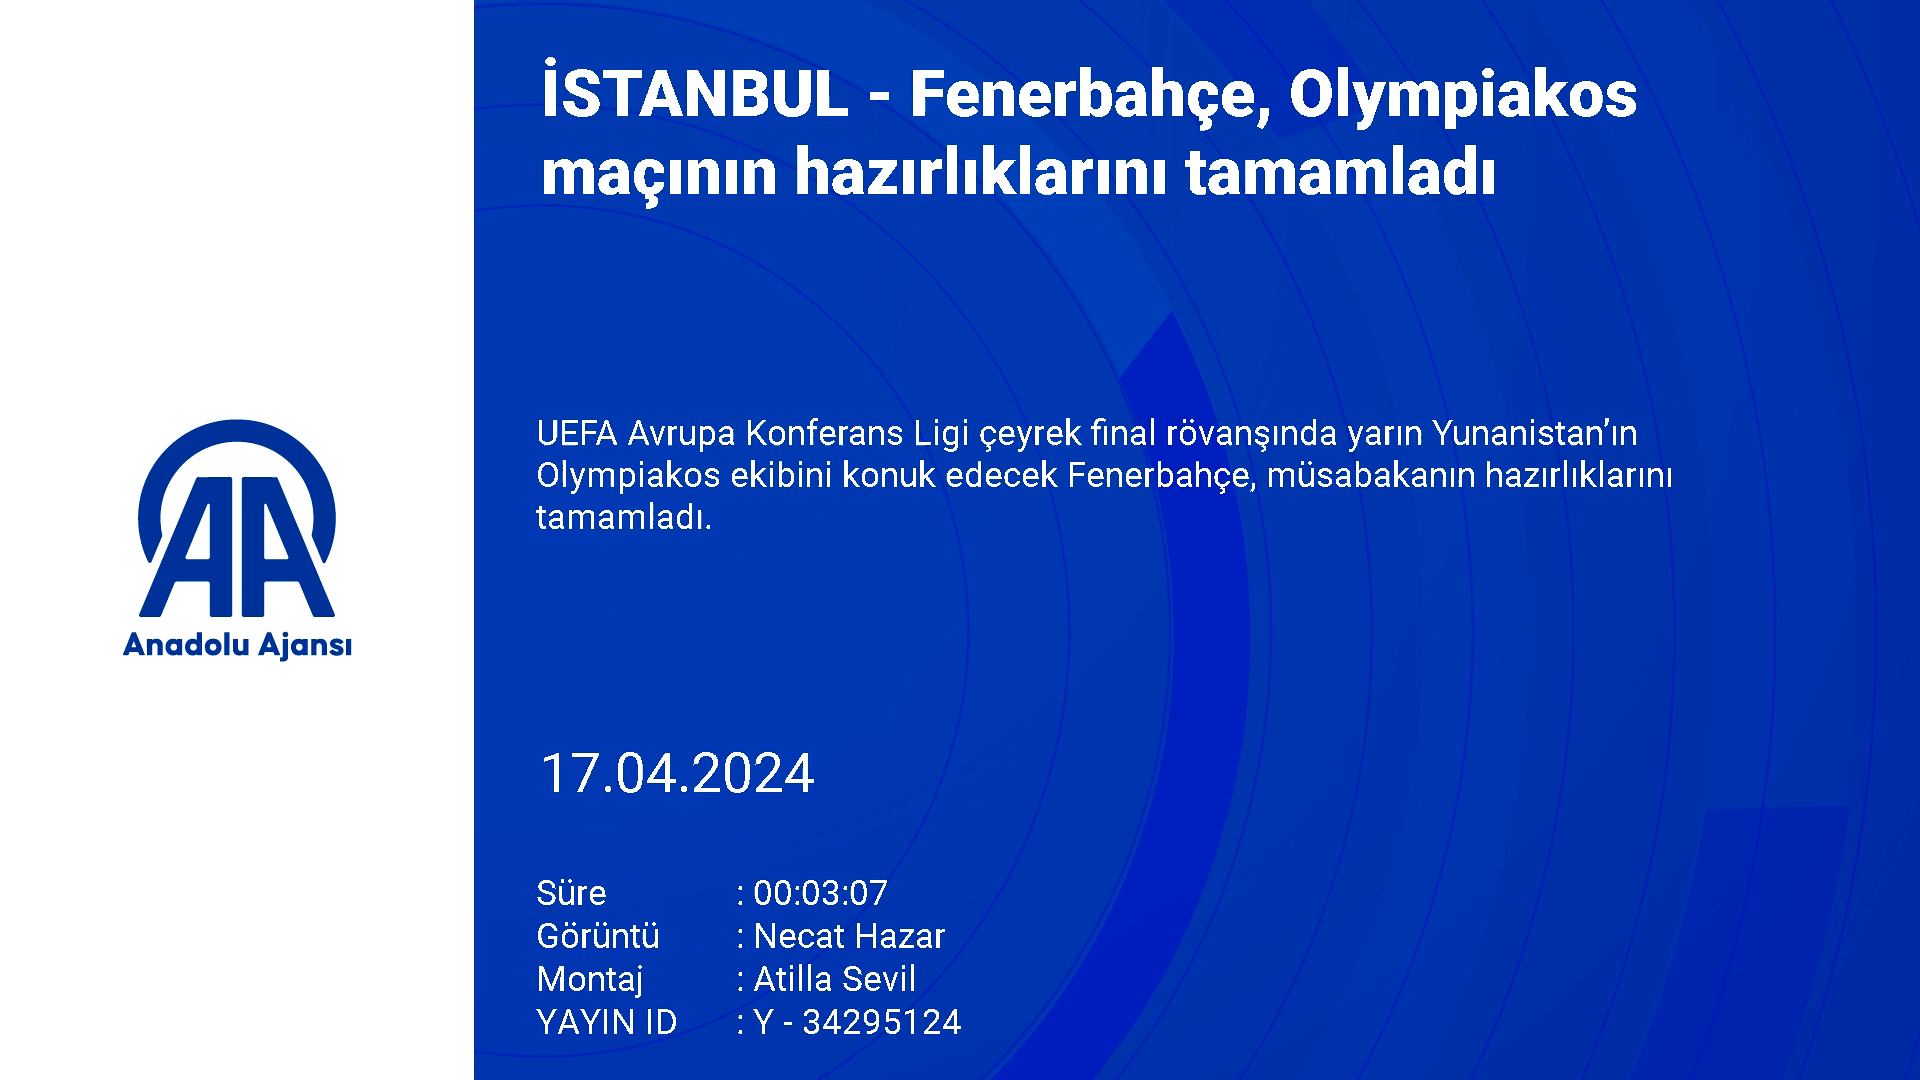 İSTANBUL - Fenerbahçe, Olympiakos
maçının hazırlıklarını tamamladı
UEFA Avrupa Konferans Ligi çeyrek final rövanşında yarın Yunanistan’ın
Olympiakos ekibini konuk edecek Fenerbahçe, müsabakanın hazırlıklarını
tamamladı.
AA
Anadolu Ajansı
17.04.2024
Süre : 00:03:07
Görüntü : Necat Hazar
Montaj : Atilla Sevil
YAYIN ID : Y - 34295124